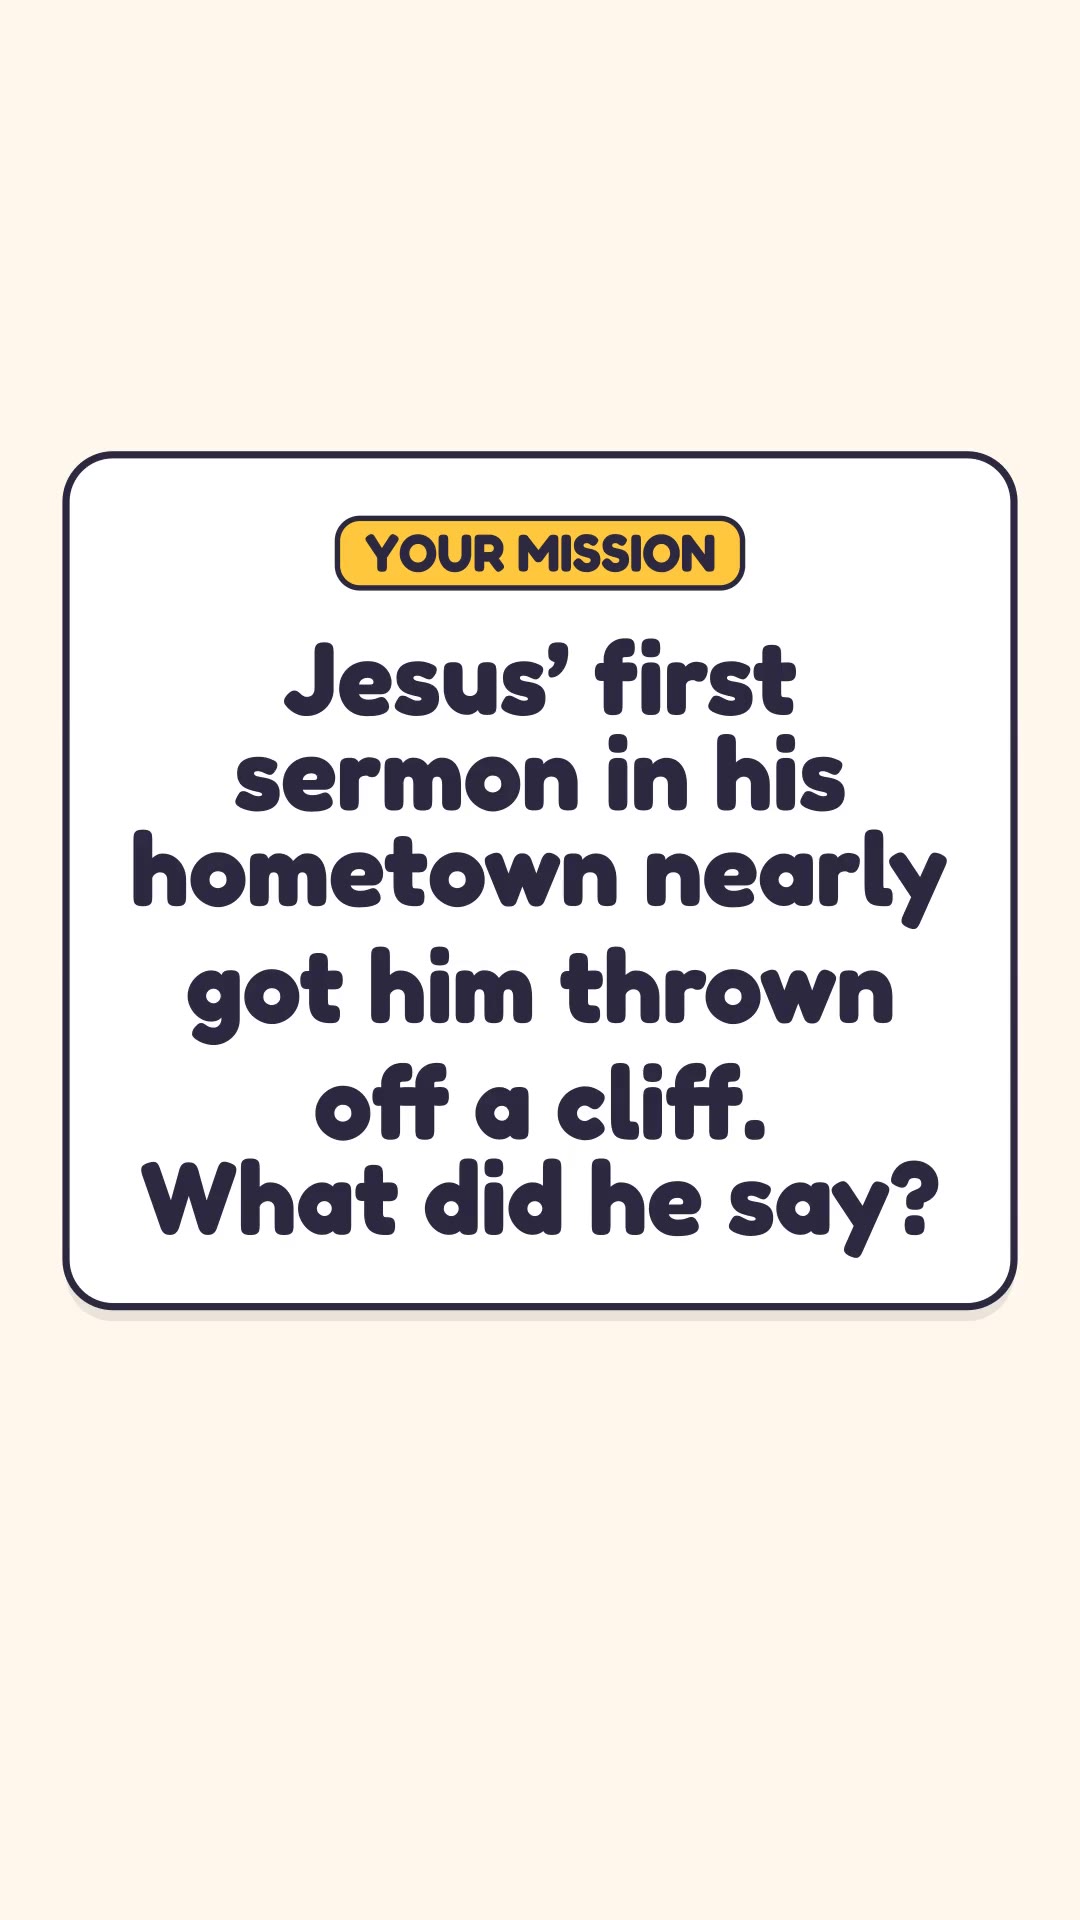 YOUR MISSION
Jesus’ first
sermon in his
hometown nearly
got him thrown
off a cliff.
What did he say?